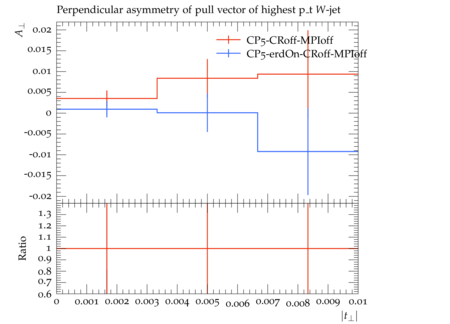 Perpendicular asymmetry of pull vector of highest p_t W-jet
A⊥
0.02
0.015
0.01
0.005
0
-0.005
-0.01
-0.015
-0.02
CP5-CRoff-MPIoff
CP5-erdOn-CRoff-MPIoff
Ratio
1.3
1.2
1.1
1
0.9
0.8
0.7
0.6
0 0.001 0.002 0.003 0.004 0.005 0.006 0.007 0.008 0.009 0.01
|t⊥|